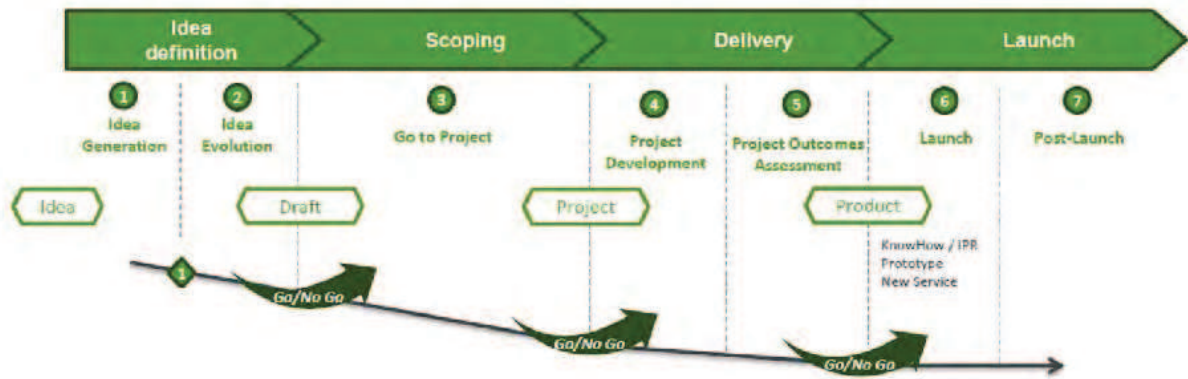 Idea
definition
Scoping
Delivery
Launch
1
2
3
4
5
6
7
Idea
Generation
Idea
Evolution
Go to Project
Project
Development
Project Outcomes
Assessment
Launch
Post-Launch
Idea
Draft
Project
Product
KnowHow / IPR
Prototype
New Service
1
Go/No Go
Go/No Go
Go/No Go